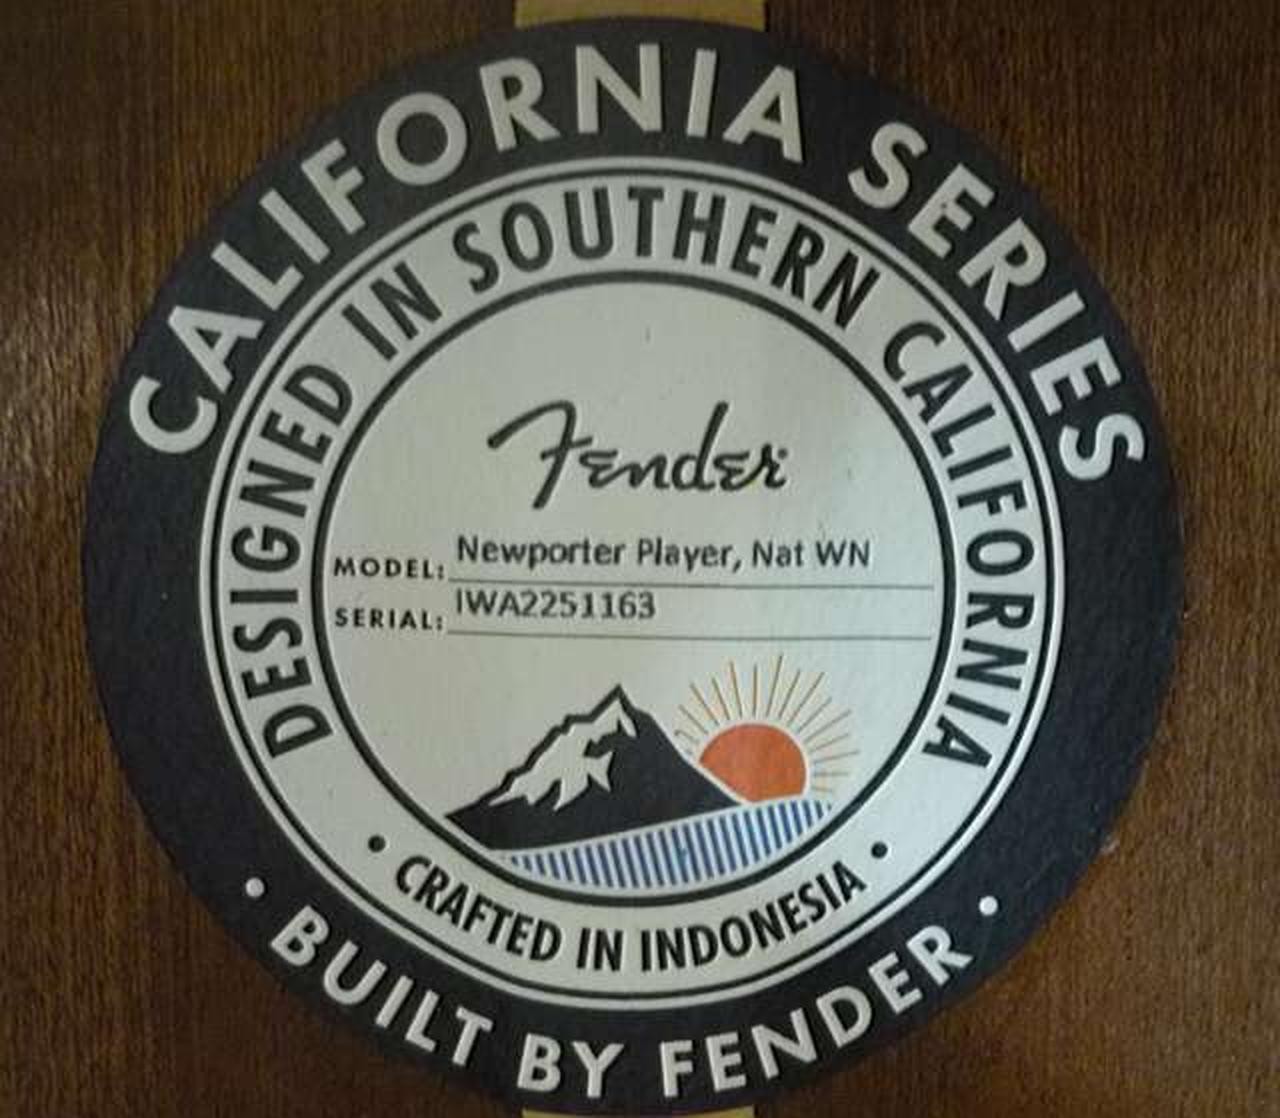 CALIFORNIA SERIES
DESIGNED IN SOUTHERN CALIFORNIA
Fender
MODEL: Newporter Player, Nat WN
SERIAL: IWA2251163
• CRAFTED IN INDONESIA •
• BUILT BY FENDER •